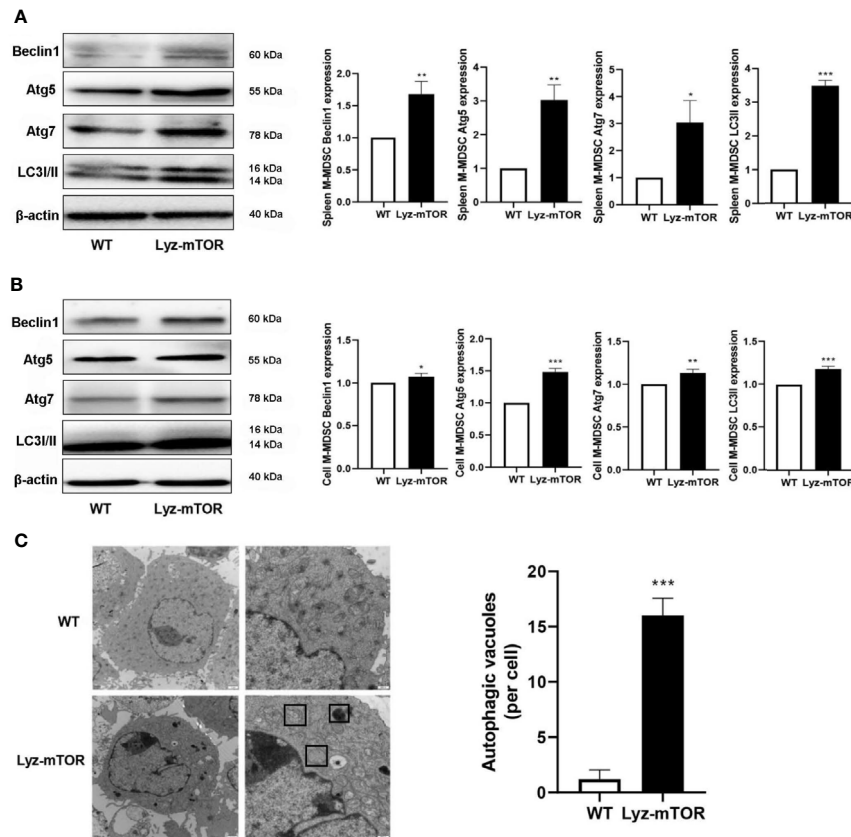 A
Beclin1
60 kDa
Atg5
55 kDa
Atg7
78 kDa
LC3I/II
16 kDa
14 kDa
β-actin
40 kDa
WT
Lyz-mTOR
Spleen M-MDSC Beclin1 expression
2.0
1.5
1.0
0.5
0.0
**
WT Lyz-mTOR
Spleen M-MDSC Atg5 expression
4
3
2
1
0
**
WT Lyz-mTOR
Spleen M-MDSC Atg7 expression
5
4
3
2
1
0
*
WT Lyz-mTOR
Spleen M-MDSC LC3II expression
4
3
2
1
0
***
WT Lyz-mTOR
B
Beclin1
60 kDa
Atg5
55 kDa
Atg7
78 kDa
LC3I/II
16 kDa
14 kDa
β-actin
40 kDa
WT
Lyz-mTOR
Cell M-MDSC Beclin1 expression
1.5
1.0
0.5
0.0
*
WT Lyz-mTOR
Cell M-MDSC Atg5 expression
2.0
1.5
1.0
0.5
0.0
***
WT Lyz-mTOR
Cell M-MDSC Atg7 expression
1.5
1.0
0.5
0.0
**
WT Lyz-mTOR
Cell M-MDSC LC3II expression
1.5
1.0
0.5
0.0
***
WT Lyz-mTOR
C
WT
Lyz-mTOR
Autophagic vacuoles
(per cell)
20
15
10
5
0
***
WT Lyz-mTOR